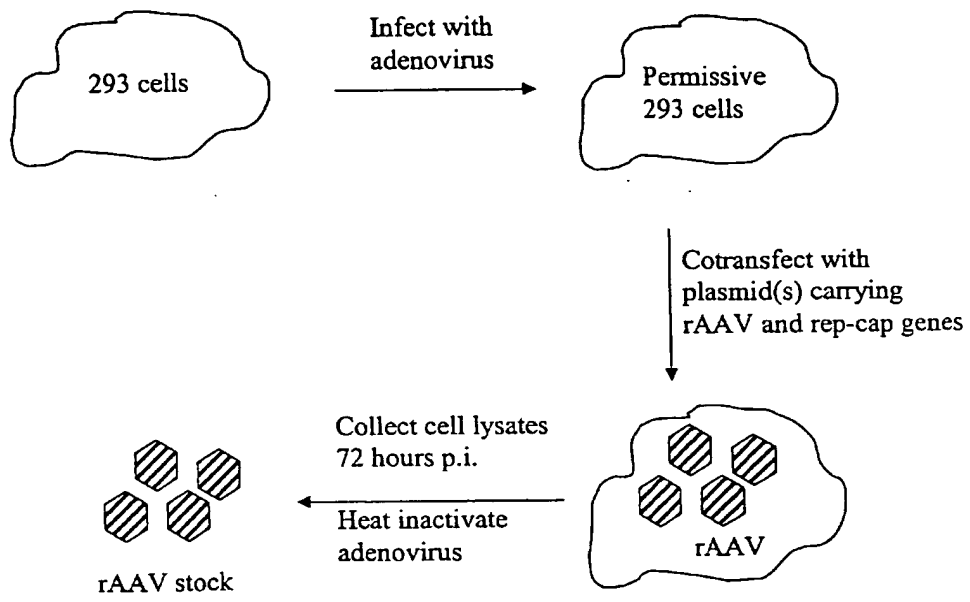 293 cells
Infect with
adenovirus
Permissive
293 cells
Cotransfect with
plasmid(s) carrying
rAAV and rep-cap genes
rAAV
Collect cell lysates
72 hours p.i.
Heat inactivate
adenovirus
rAAV stock